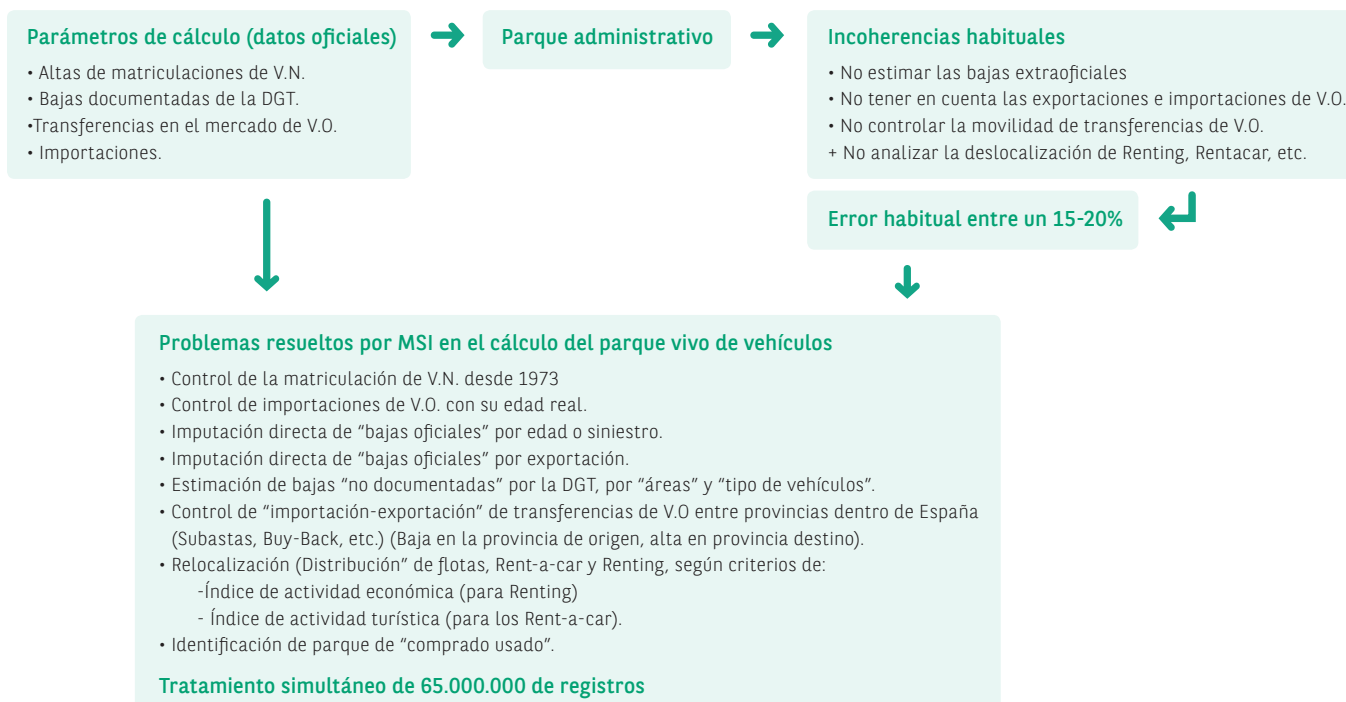 Parámetros de cálculo (datos oficiales)
• Altas de matriculaciones de V.N.
• Bajas documentadas de la DGT.
•Transferencias en el mercado de V.O.
• Importaciones.
Parque administrativo
Incoherencias habituales
• No estimar las bajas extraoficiales
• No tener en cuenta las exportaciones e importaciones de V.O.
• No controlar la movilidad de transferencias de V.O.
+ No analizar la deslocalización de Renting, Rentacar, etc.
Error habitual entre un 15-20%
Problemas resueltos por MSI en el cálculo del parque vivo de vehículos
• Control de la matriculación de V.N. desde 1973
• Control de importaciones de V.O. con su edad real.
• Imputación directa de “bajas oficiales” por edad o siniestro.
• Imputación directa de “bajas oficiales” por exportación.
• Estimación de bajas “no documentadas” por la DGT, por “áreas” y “tipo de vehículos”.
• Control de “importación-exportación” de transferencias de V.O entre provincias dentro de España
(Subastas, Buy-Back, etc.) (Baja en la provincia de origen, alta en provincia destino).
• Relocalización (Distribución” de flotas, Rent-a-car y Renting, según criterios de:
-Índice de actividad económica (para Renting)
- Índice de actividad turística (para los Rent-a-car).
• Identificación de parque de “comprado usado”.
Tratamiento simultáneo de 65.000.000 de registros